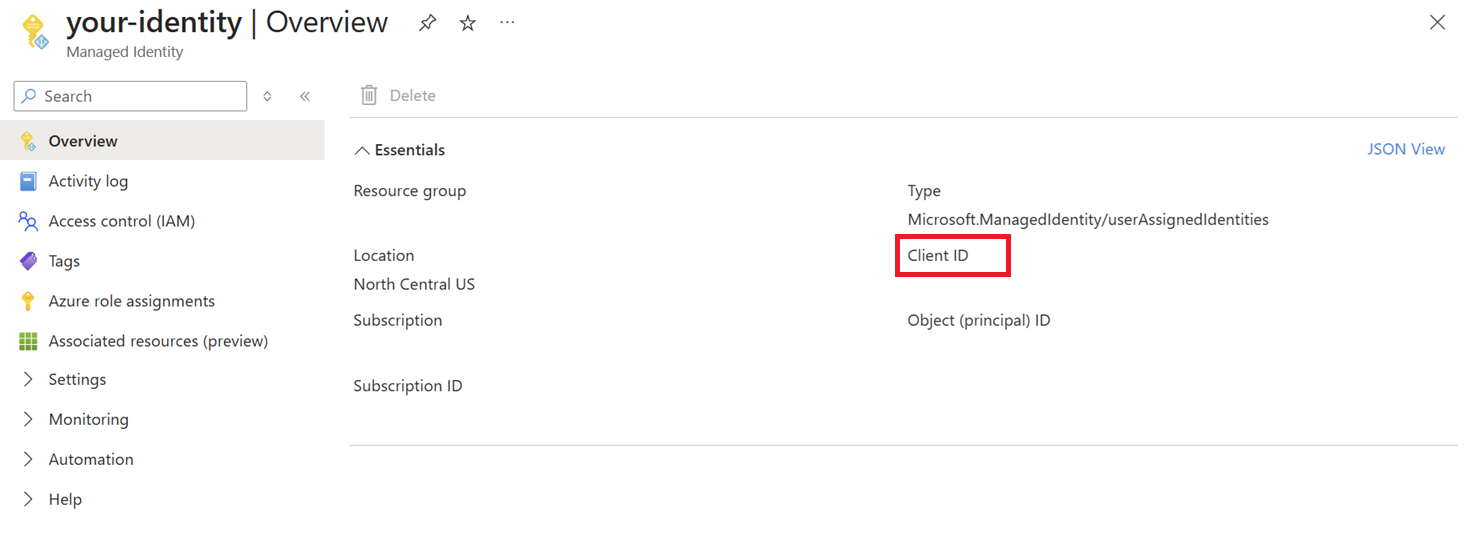 your-identity | Overview
Managed Identity
Search
Delete
Overview
Activity log
Access control (IAM)
Tags
Azure role assignments
Associated resources (preview)
Settings
Monitoring
Automation
Help
Essentials
JSON View
Resource group
Type
Microsoft.ManagedIdentity/userAssignedIdentities
Location
Client ID
North Central US
Subscription
Object (principal) ID
Subscription ID